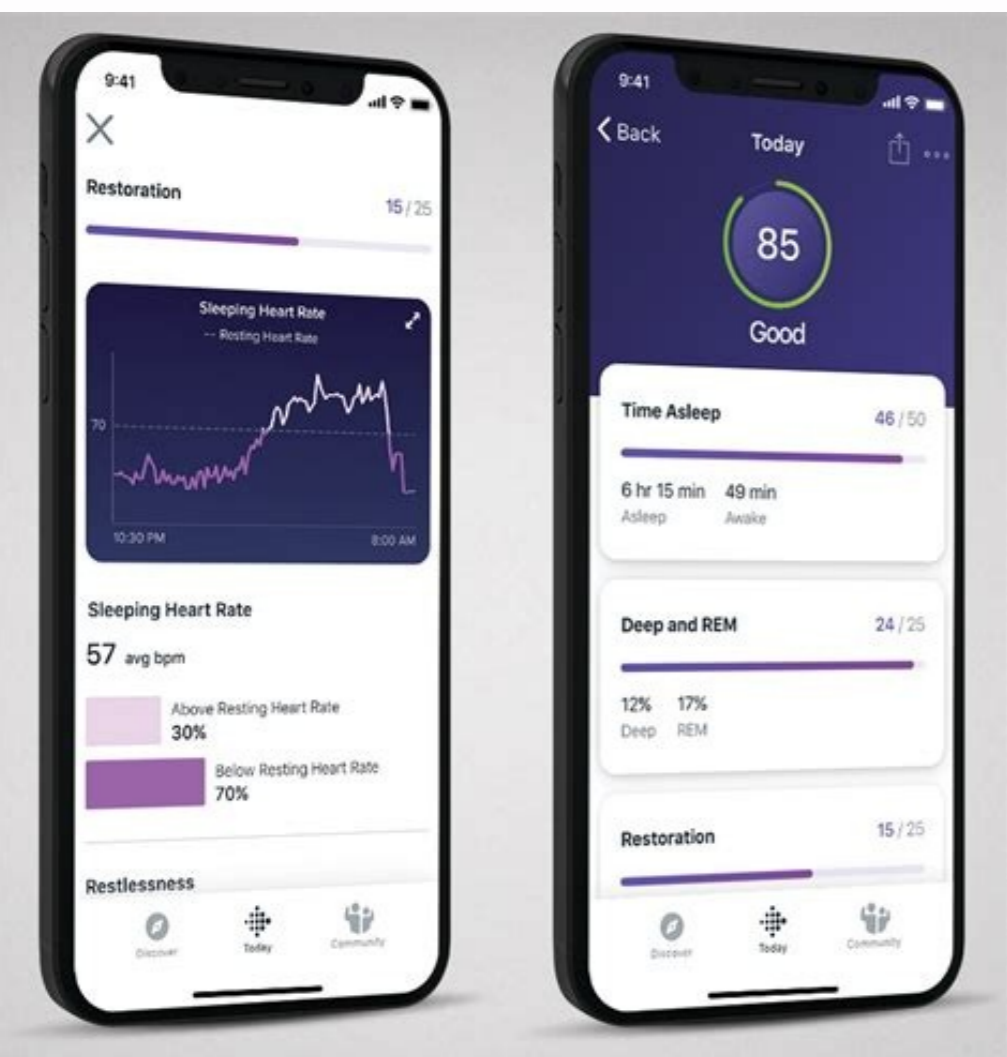 9:41
Restoration
15 / 25
Sleeping Heart Rate
-- Resting Heart Rate
70
10:30 PM
8:00 AM
Sleeping Heart Rate
57 avg bpm
Above Resting Heart Rate
30%
Below Resting Heart Rate
70%
Restlessness
Discover
Today
Community
9:41
Back
Today
85
Good
Time Asleep
46 / 50
6 hr 15 min 49 min
Asleep Awake
Deep and REM
24 / 25
12% 17%
Deep REM
Restoration
15 / 25
Discover
Today
Community